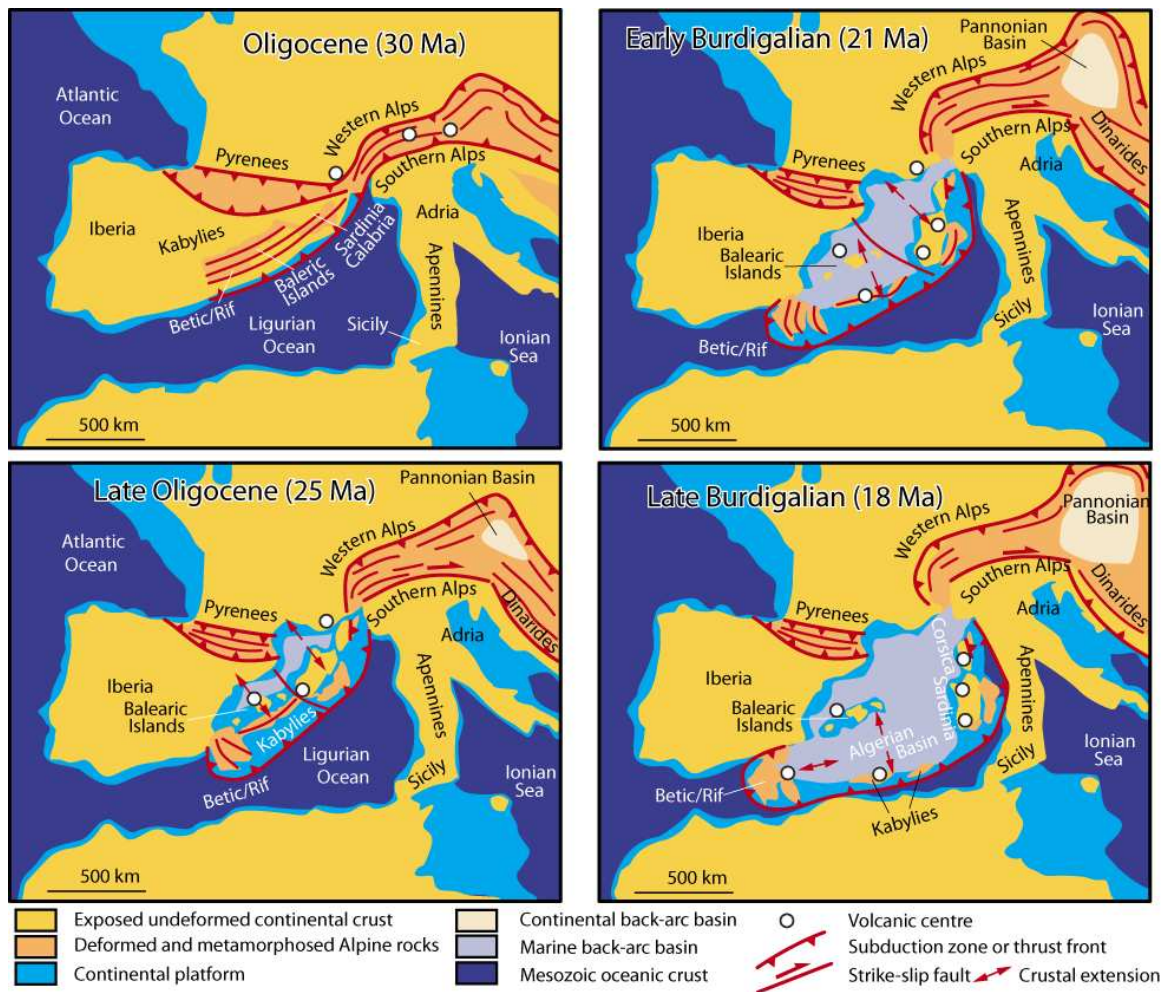 Oligocene (30 Ma)
Atlantic
Ocean
Western Alps
Pyrenees
Southern Alps
Iberia
Kabylies
Sardinia
Calabria
Adria
Baleric
Islands
Apennines
Betic/Rif
Ligurian
Ocean
Sicily
Ionian
Sea
500 km
Early Burdigalian (21 Ma)
Pannonian
Basin
Western Alps
Southern Alps
Dinarides
Pyrenees
Adria
Iberia
Balearic
Islands
Apennines
Sicily
Ionian
Sea
Betic/Rif
500 km
Late Oligocene (25 Ma)
Pannonian Basin
Atlantic
Ocean
Western Alps
Pyrenees
Southern Alps
Dinarides
Adria
Iberia
Balearic
Islands
Kabylies
Apennines
Ligurian
Ocean
Sicily
Ionian
Sea
Betic/Rif
500 km
Late Burdigalian (18 Ma)
Pannonian
Basin
Western Alps
Southern Alps
Dinarides
Pyrenees
Adria
Corsica
Iberia
Sardinia
Apennines
Balearic
Islands
Algerian
Basin
Sicily
Ionian
Sea
Betic/Rif
Kabylies
500 km
Exposed undeformed continental crust
Deformed and metamorphosed Alpine rocks
Continental platform
Continental back-arc basin
Marine back-arc basin
Mesozoic oceanic crust
Volcanic centre
Subduction zone or thrust front
Strike-slip fault
Crustal extension